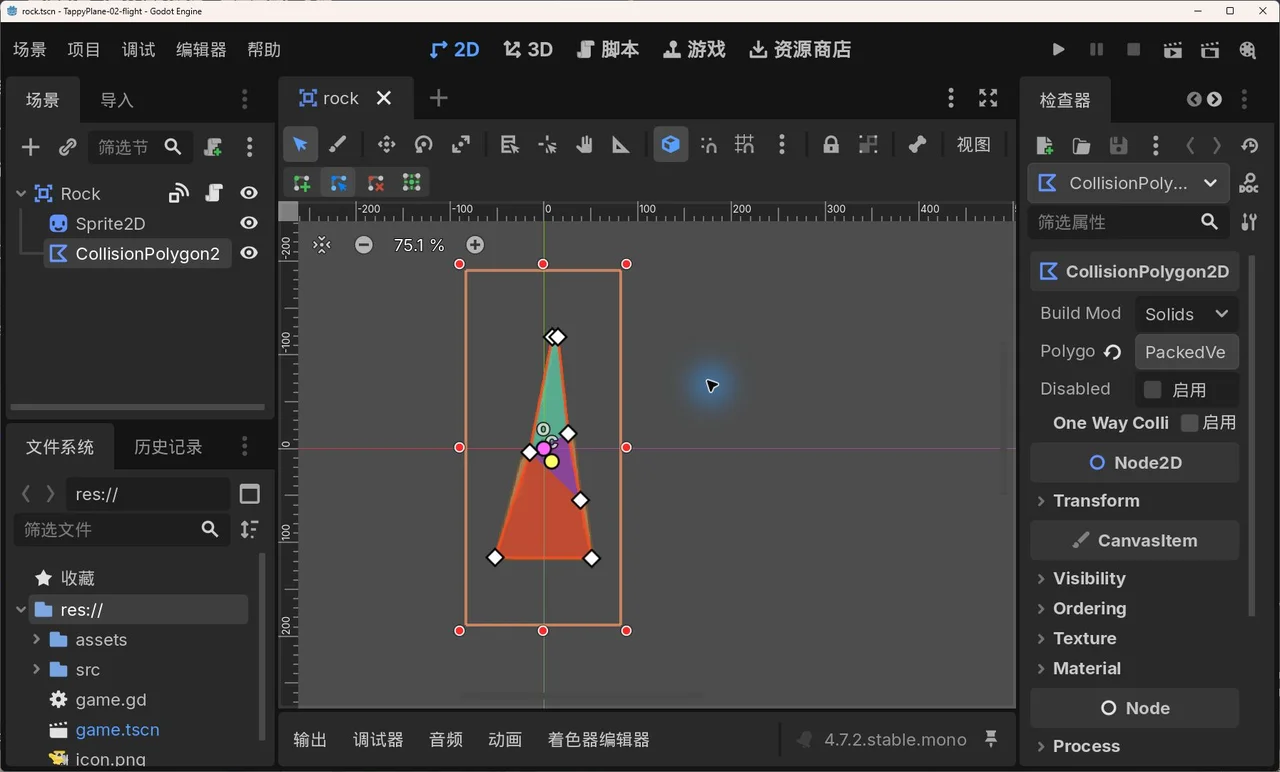 rock.tscn - TappyPlane-02-flight - Godot Engine
场景 项目 调试 编辑器 帮助 2D 3D 脚本 游戏 资源商店
场景 导入
rock
检查器
筛选节
视图
CollisionPoly...
筛选属性
Rock
Sprite2D
CollisionPolygon2
-200 -100 0 100 200 300 400
-200
-100
0
100
200
75.1 %
CollisionPolygon2D
Build Mod Solids
Polygo PackedVe
Disabled 启用
One Way Colli 启用
Node2D
Transform
CanvasItem
Visibility
Ordering
Texture
Material
Node
Process
文件系统 历史记录
res://
筛选文件
收藏
res://
assets
src
game.gd
game.tscn
icon.png
输出 调试器 音频 动画 着色器编辑器 4.7.2.stable.mono